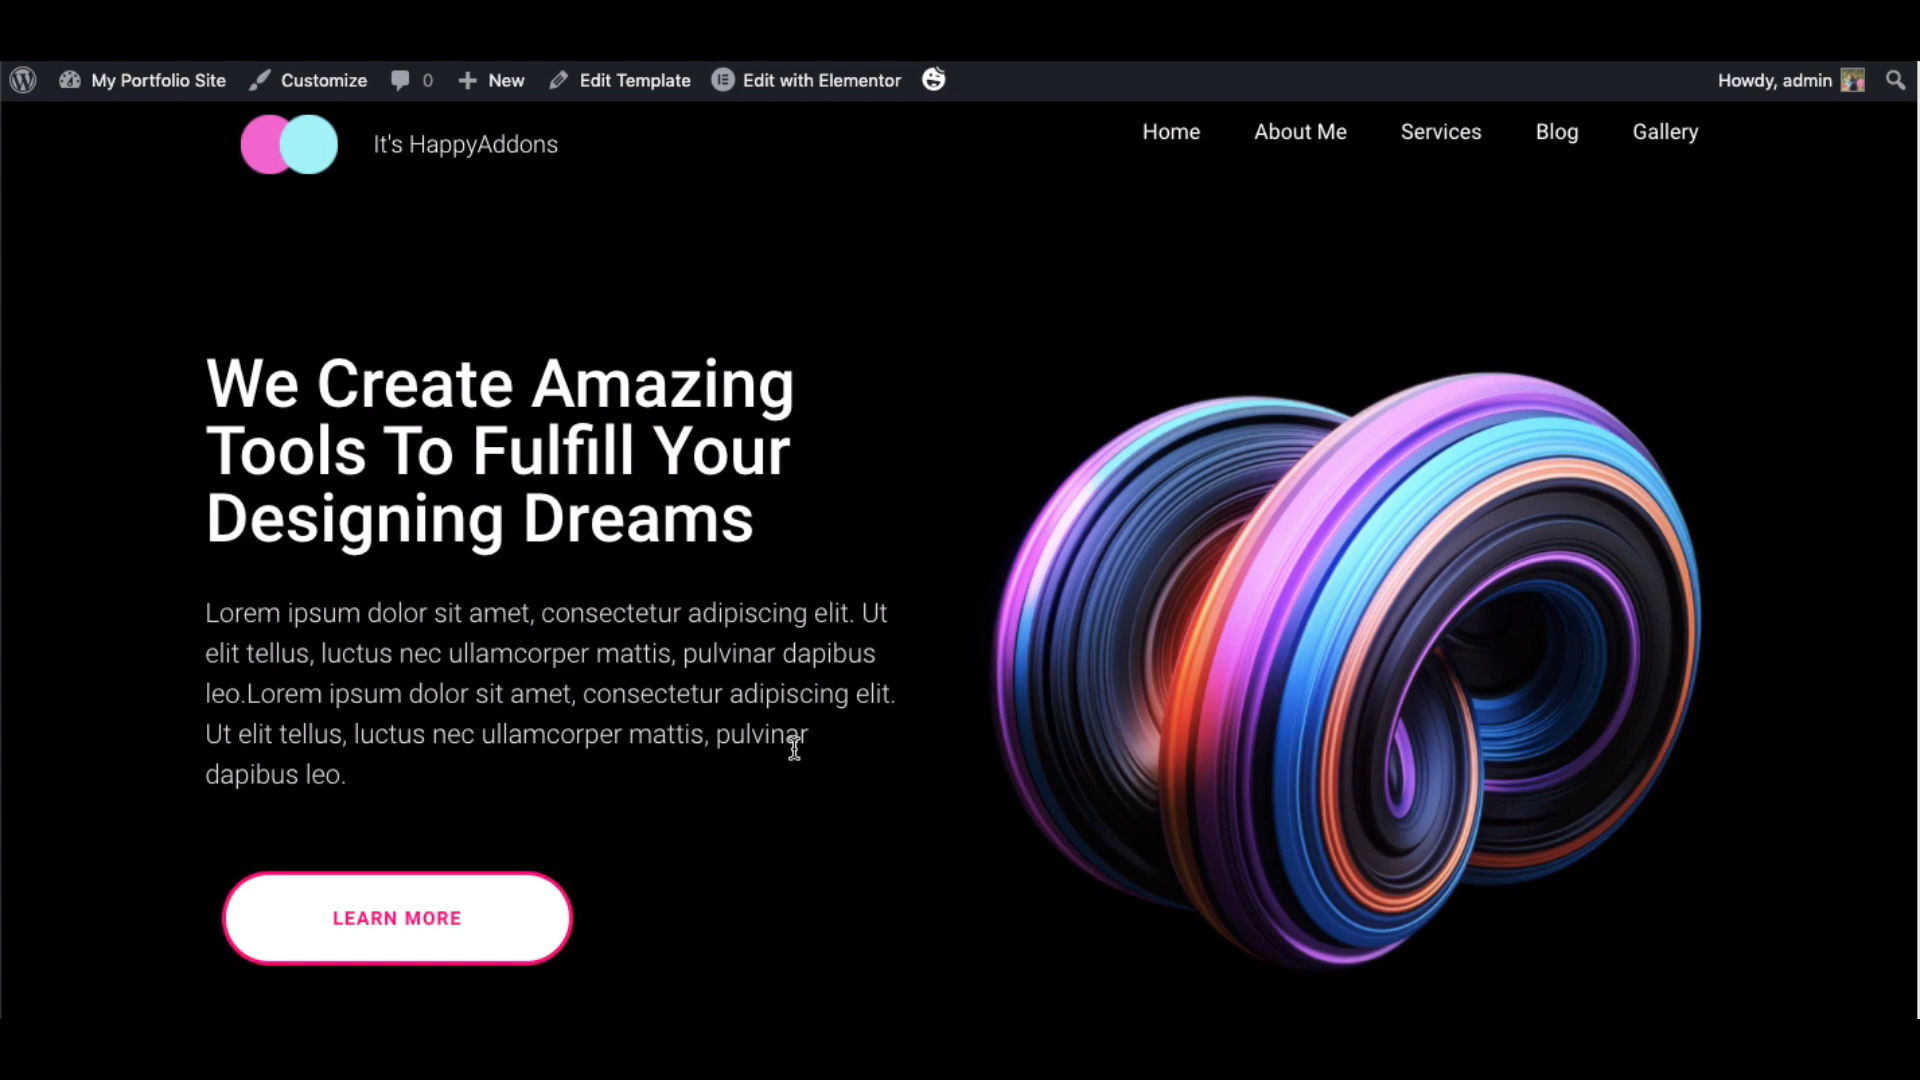 My Portfolio Site Customize 0 New Edit Template Edit with Elementor Howdy, admin
It's HappyAddons Home About Me Services Blog Gallery
We Create Amazing
Tools To Fulfill Your
Designing Dreams
Lorem ipsum dolor sit amet, consectetur adipiscing elit. Ut
elit tellus, luctus nec ullamcorper mattis, pulvinar dapibus
leo.Lorem ipsum dolor sit amet, consectetur adipiscing elit.
Ut elit tellus, luctus nec ullamcorper mattis, pulvinar
dapibus leo.
LEARN MORE